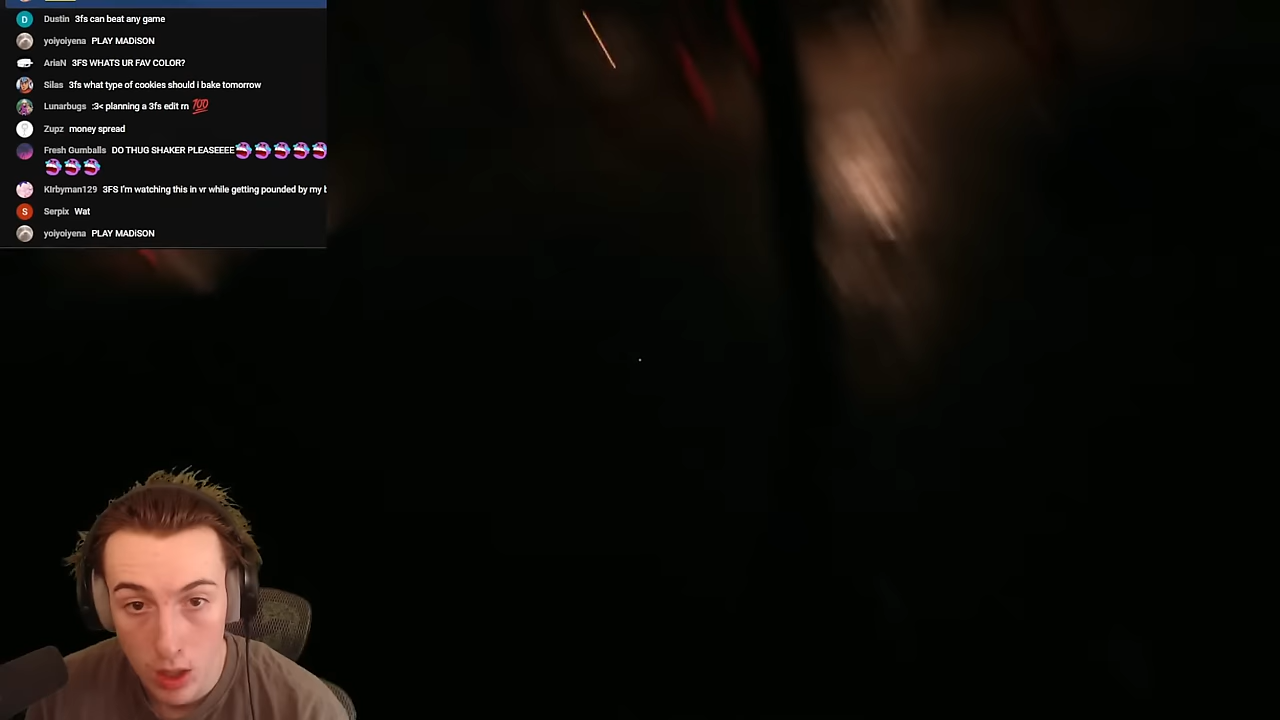 Dustin 3fs can beat any game
yoiyoiyena PLAY MADiSON
AriaN 3FS WHATS UR FAV COLOR?
Silas 3fs what type of cookies should i bake tomorrow
Lunarbugs :3< planning a 3fs edit rn 💯
Zupz money spread
Fresh Gumballs DO THUG SHAKER PLEASEEEE
KIrbyman129 3FS I'm watching this in vr while getting pounded by my
Serpix Wat
yoiyoiyena PLAY MADiSON